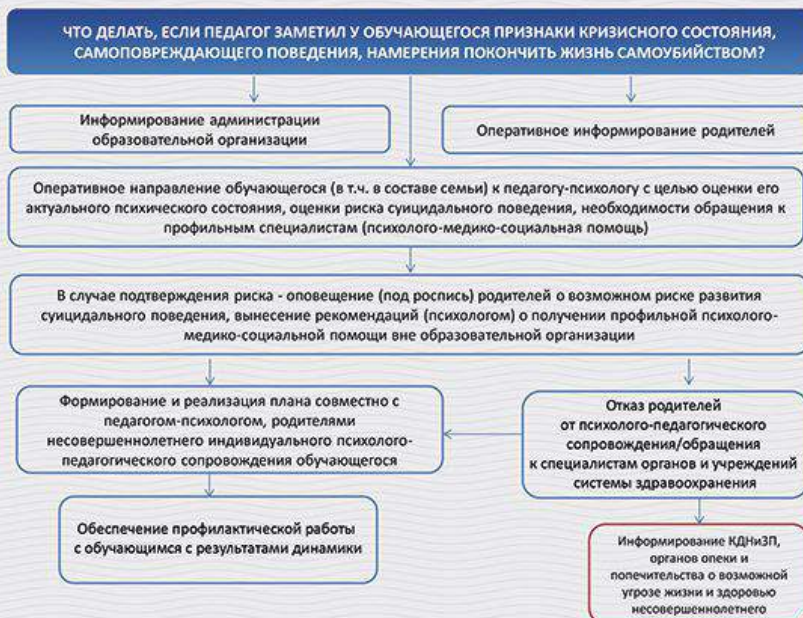 ЧТО ДЕЛАТЬ, ЕСЛИ ПЕДАГОГ ЗАМЕТИЛ У ОБУЧАЮЩЕГОСЯ ПРИЗНАКИ КРИЗИСНОГО СОСТОЯНИЯ,
САМОПОВРЕЖДАЮЩЕГО ПОВЕДЕНИЯ, НАМЕРЕНИЯ ПОКОНЧИТЬ ЖИЗНЬ САМОУБИЙСТВОМ?
Информирование администрации
образовательной организации
Оперативное информирование родителей
Оперативное направление обучающегося (в т.ч. в составе семьи) к педагогу-психологу с целью оценки его
актуального психического состояния, оценки риска суицидального поведения, необходимости обращения к
профильным специалистам (психолого-медико-социальная помощь)
В случае подтверждения риска - оповещение (под роспись) родителей о возможном риске развития
суицидального поведения, вынесение рекомендаций (психологом) о получении профильной психолого-
медико-социальной помощи вне образовательной организации
Формирование и реализация плана совместно с
педагогом-психологом, родителями
несовершеннолетнего индивидуального психолого-
педагогического сопровождения обучающегося
Отказ родителей
от психолого-педагогического
сопровождения/обращения
к специалистам органов и учреждений
системы здравоохранения
Обеспечение профилактической работы
с обучающимся с результатами динамики
Информирование КДНиЗП,
органов опеки и
попечительства о возможной
угрозе жизни и здоровью
несовершеннолетнего